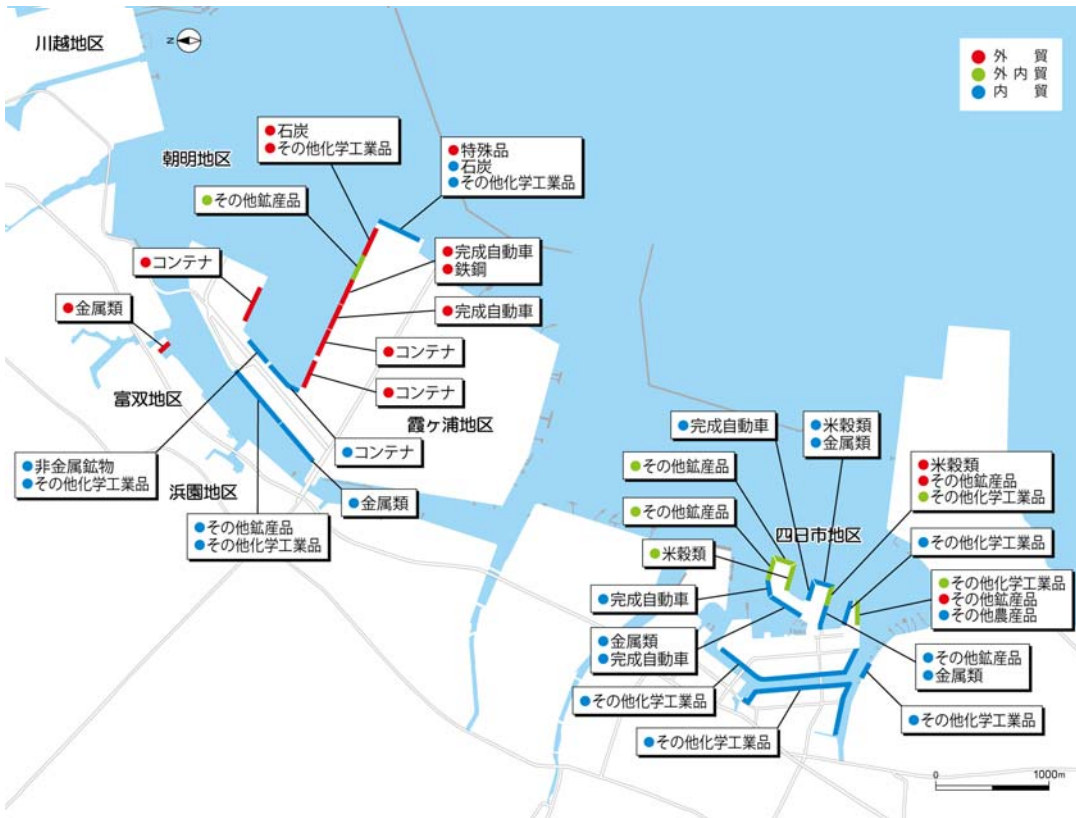 川越地区
N
外貿
外内貿
内貿
朝明地区
石炭
その他化学工業品
特殊品
石炭
その他化学工業品
その他鉱産品
コンテナ
完成自動車
鉄鋼
金属類
完成自動車
コンテナ
富双地区
コンテナ
霞ヶ浦地区
非金属鉱物
その他化学工業品
浜園地区
コンテナ
金属類
その他鉱産品
その他化学工業品
完成自動車
米穀類
金属類
その他鉱産品
米穀類
その他鉱産品
その他化学工業品
その他鉱産品
四日市地区
その他化学工業品
米穀類
完成自動車
その他化学工業品
その他鉱産品
その他農産品
金属類
完成自動車
その他鉱産品
金属類
その他化学工業品
その他化学工業品
その他化学工業品
0 1000m